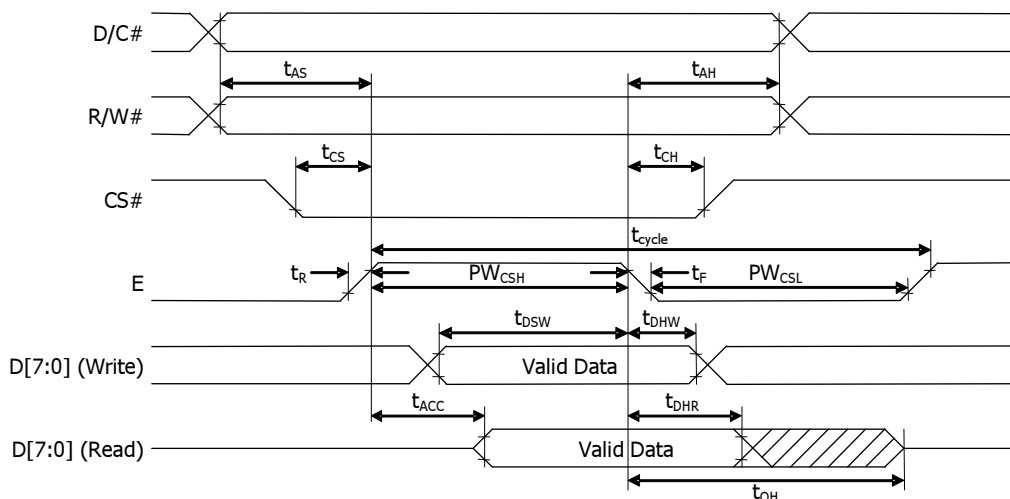 D/C#
tAS
tAH
R/W#
tCS
tCH
CS#
tcycle
tR
PWCSH
tF
PWCSL
E
tDSW
tDHW
D[7:0] (Write)
Valid Data
tACC
tDHR
D[7:0] (Read)
Valid Data
tOH